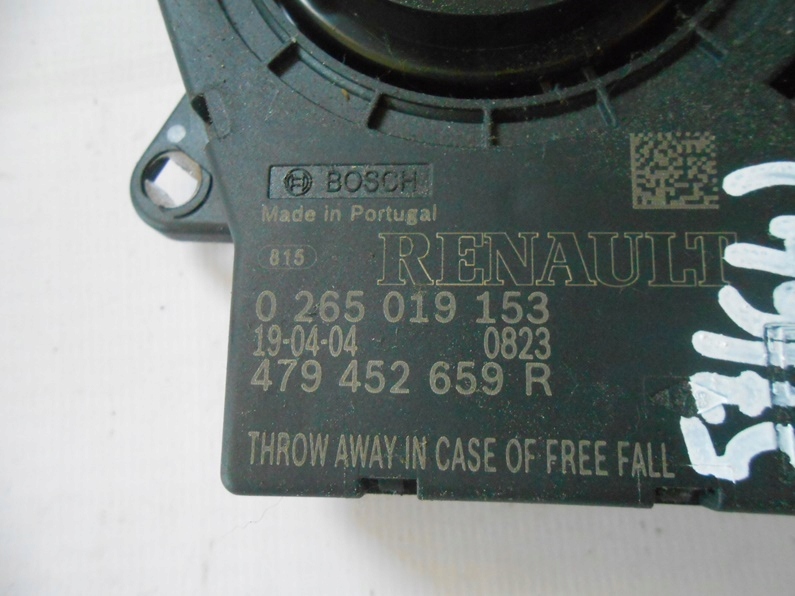 BOSCH
Made in Portugal
815
RENAULT
0 265 019 153
19-04-04 0823
479 452 659 R
THROW AWAY IN CASE OF FREE FALL